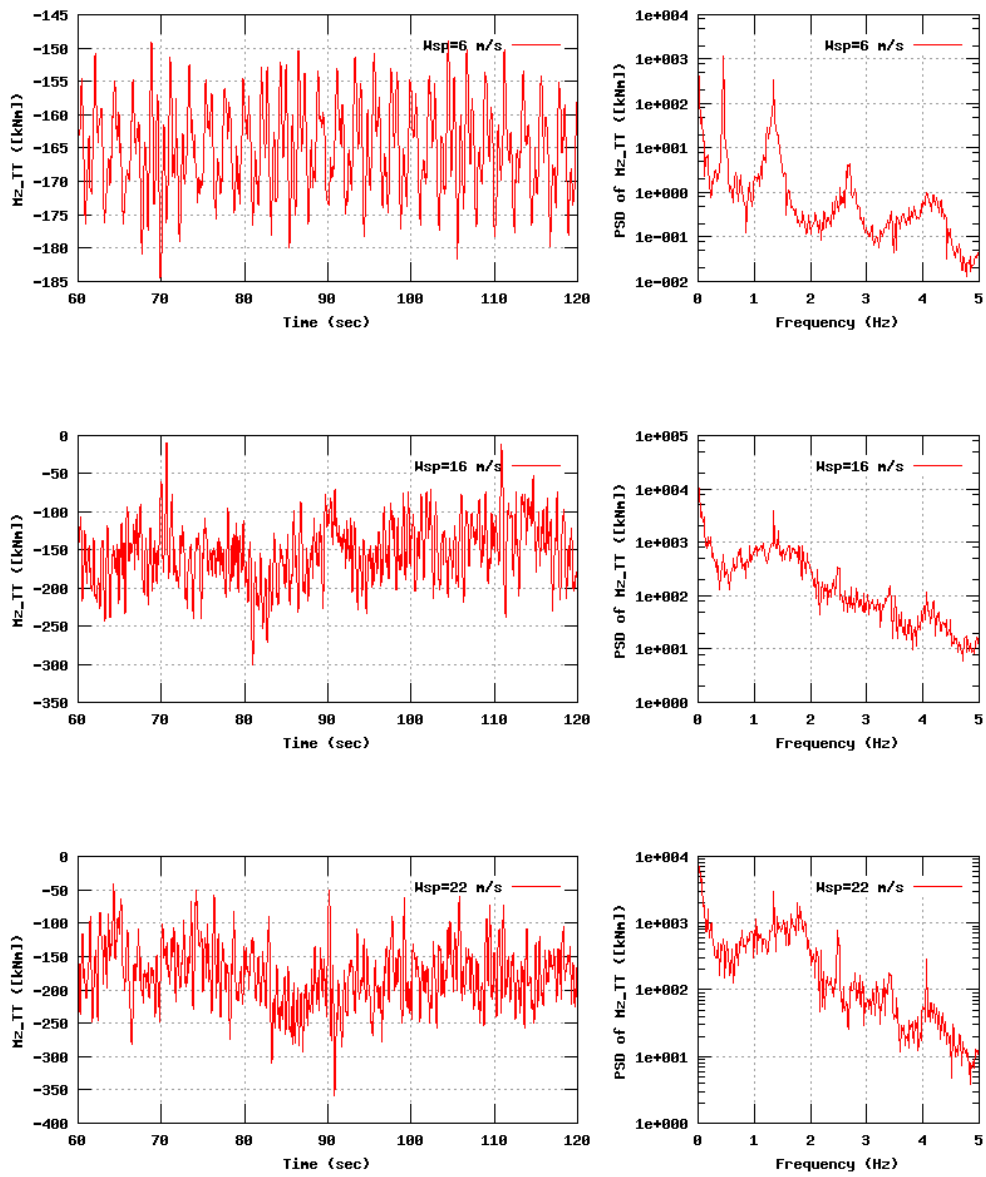 Wsp=6 m/s
Mz_TT ([kNm])
-145
-150
-155
-160
-165
-170
-175
-180
-185
60 70 80 90 100 110 120
Time (sec)
Wsp=6 m/s
PSD of Mz_TT ([kNm])
1e+004
1e+003
1e+002
1e+001
1e+000
1e-001
1e-002
0 1 2 3 4 5
Frequency (Hz)
Wsp=16 m/s
Mz_TT ([kNm])
0
-50
-100
-150
-200
-250
-300
-350
60 70 80 90 100 110 120
Time (sec)
Wsp=16 m/s
PSD of Mz_TT ([kNm])
1e+005
1e+004
1e+003
1e+002
1e+001
1e+000
0 1 2 3 4 5
Frequency (Hz)
Wsp=22 m/s
Mz_TT ([kNm])
0
-50
-100
-150
-200
-250
-300
-350
-400
60 70 80 90 100 110 120
Time (sec)
Wsp=22 m/s
PSD of Mz_TT ([kNm])
1e+004
1e+003
1e+002
1e+001
1e+000
0 1 2 3 4 5
Frequency (Hz)